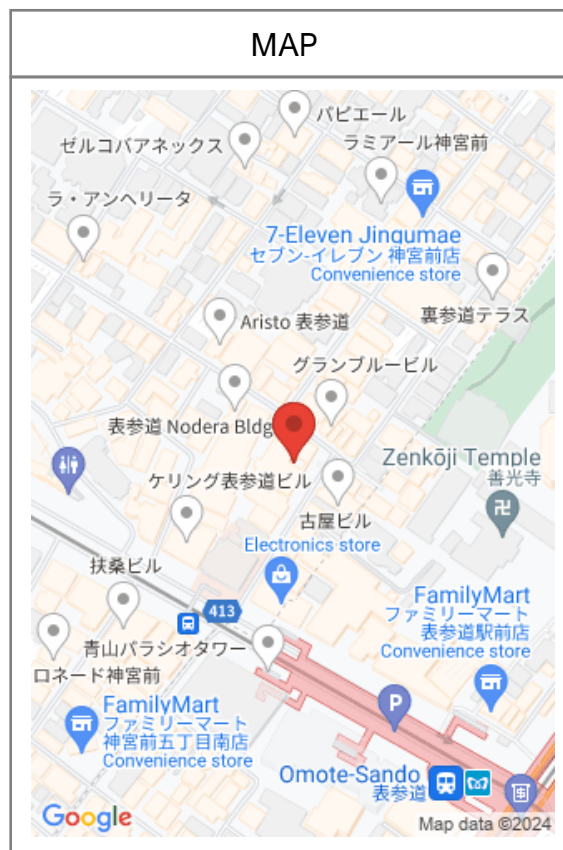 MAP
パピエール
ゼルコバアネックス
ラミアール神宮前
ラ・アンヘリータ
7-Eleven Jingumae
セブン-イレブン 神宮前店
Convenience store
裏参道テラス
Aristo 表参道
グランブルービル
表参道 Nodera Bldg
Zenkōji Temple
善光寺
ケリング表参道ビル
古屋ビル
Electronics store
扶桑ビル
413
FamilyMart
ファミリーマート
表参道駅前店
Convenience store
青山パラシオタワー
ロネード神宮前
P
FamilyMart
ファミリーマート
神宮前五丁目南店
Convenience store
Omote-Sando
表参道
Google
Map data ©2024